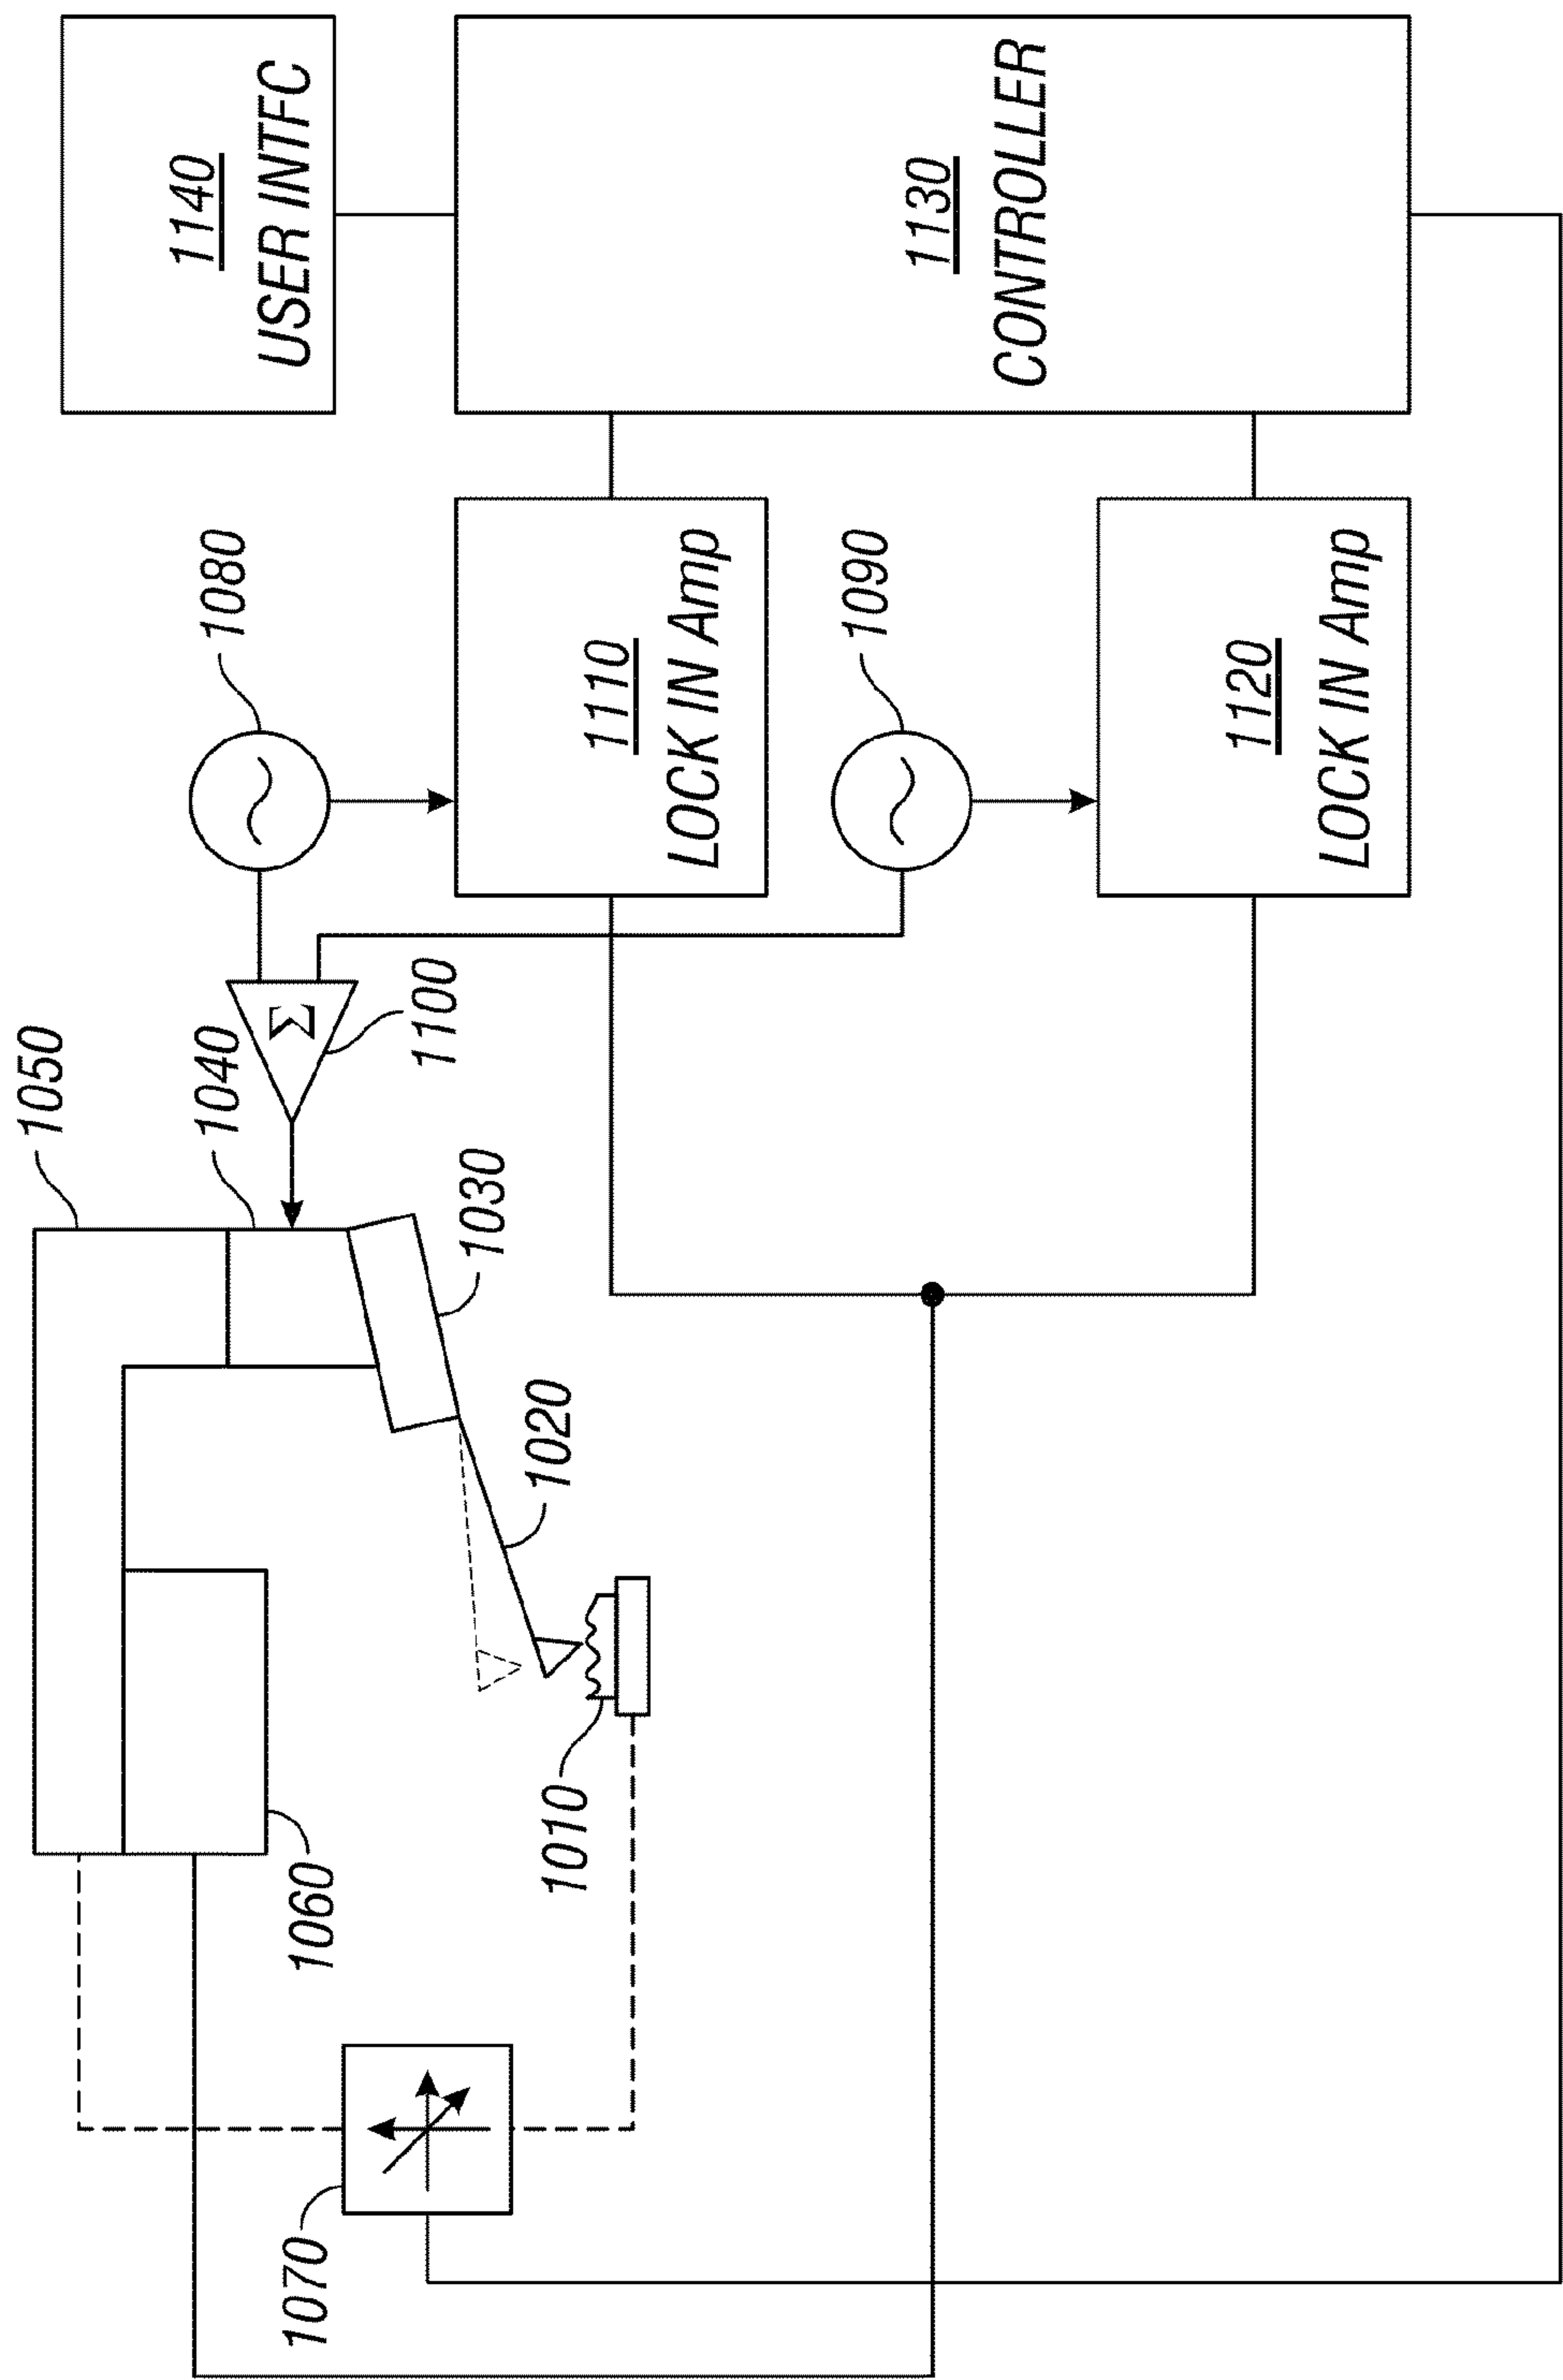 1140
USER INTFC
1130
CONTROLLER
1080
1110
LOCK IN Amp
1090
1120
LOCK IN Amp
1050
1040
Σ
1100
1030
1020
1010
1060
1070